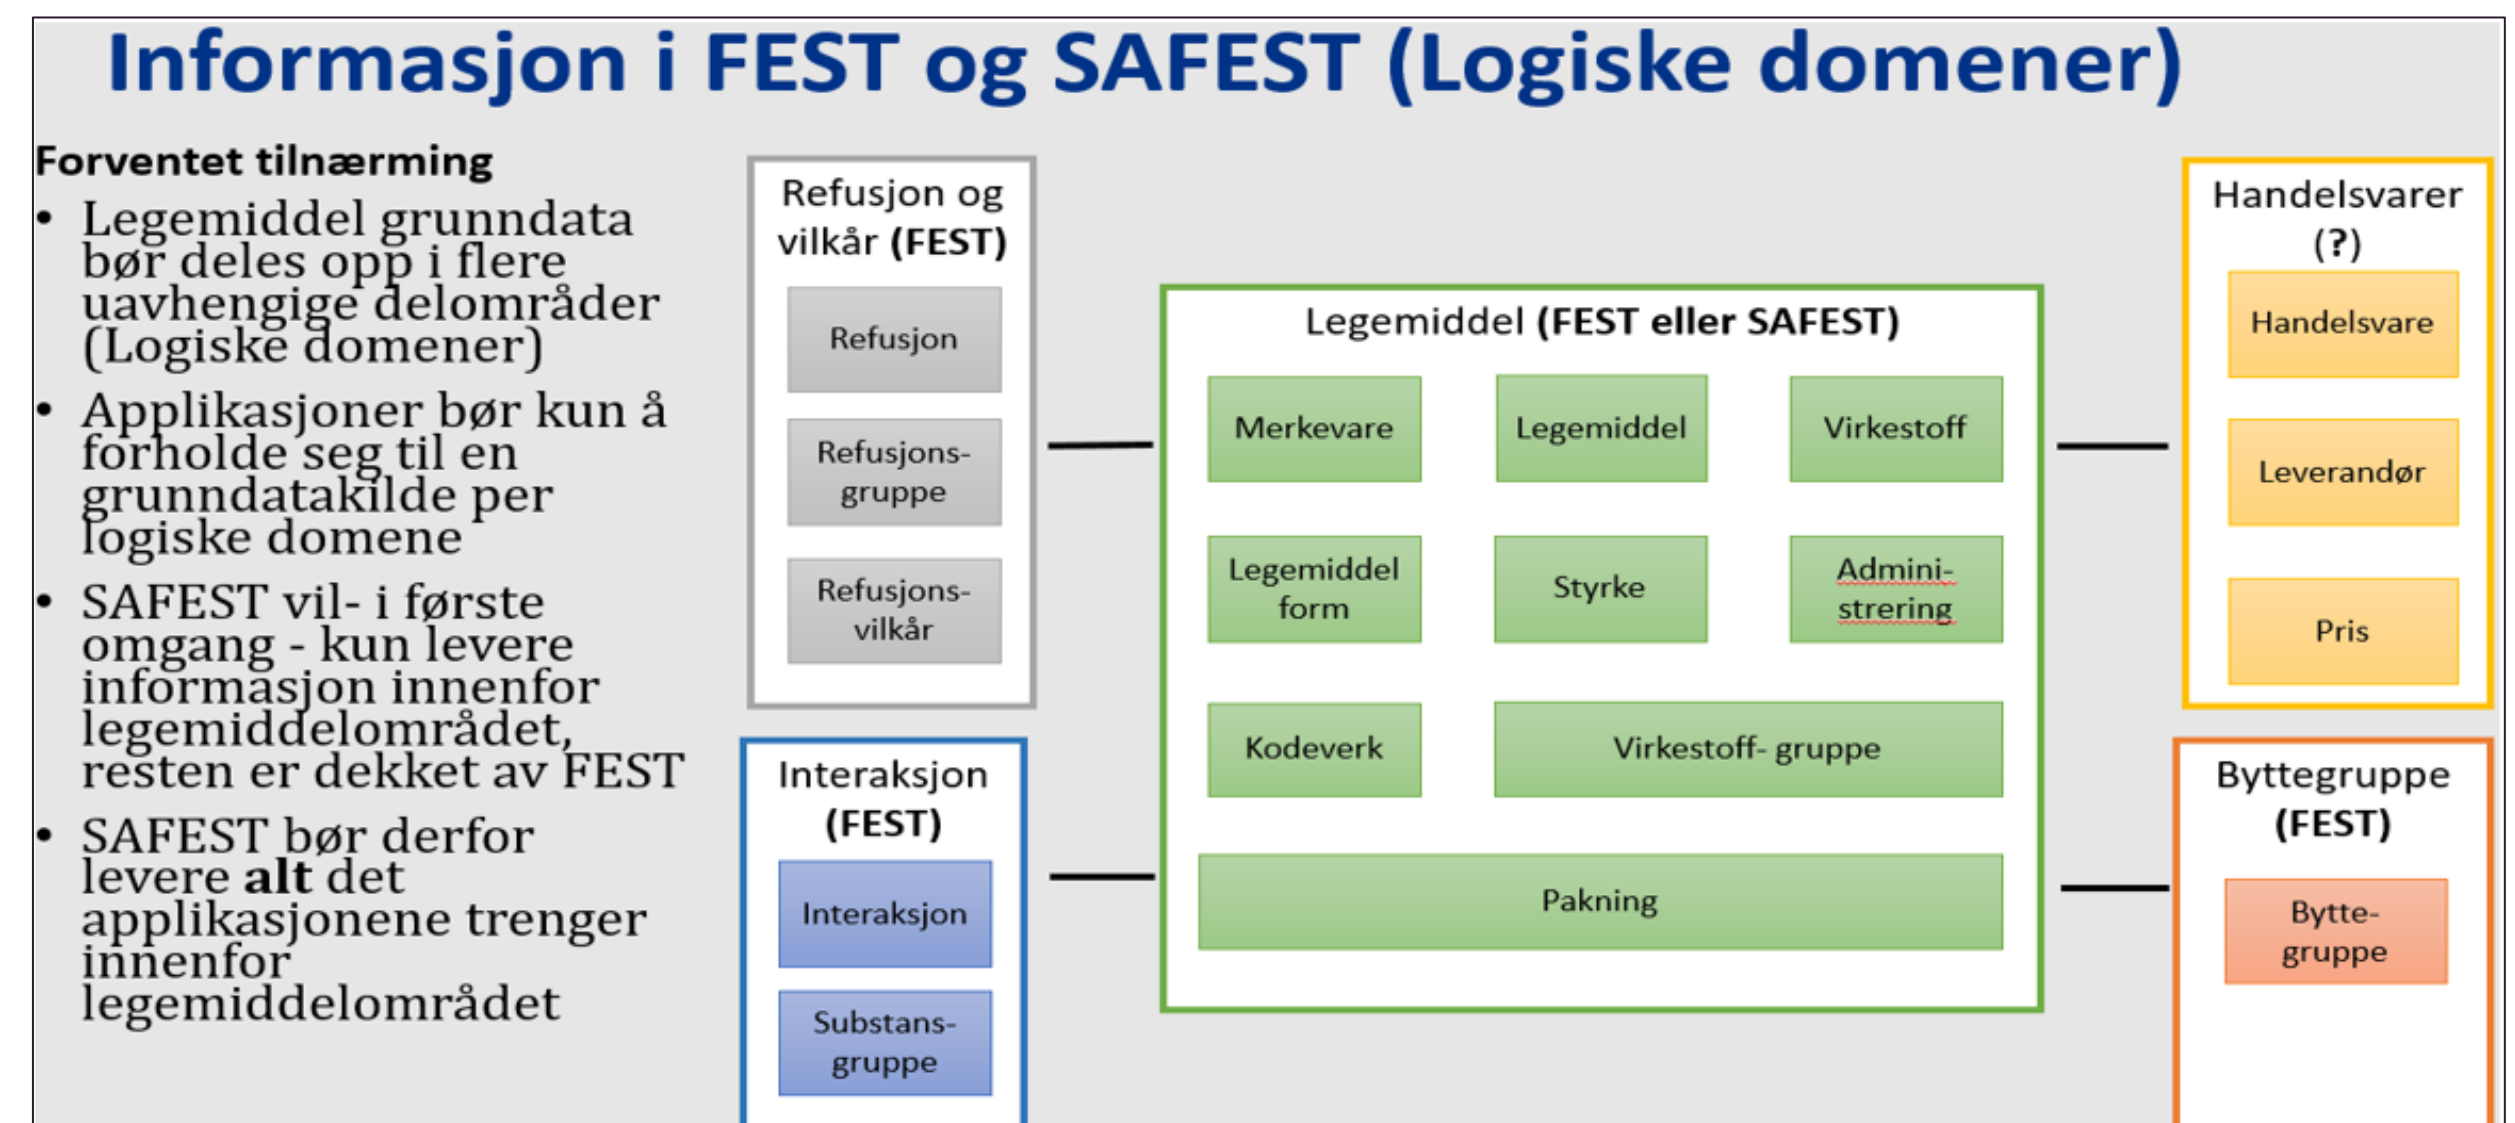 Informasjon i FEST og SAFEST (Logiske domener)
Forventet tilnærming
• Legemiddel grunndata
bør deles opp i flere
uavhengige delområder
(Logiske domener)
• Applikasjoner bør kun å
forholde seg til en
grunndatakilde per
logiske domene
• SAFEST vil- i første
omgang - kun levere
informasjon innenfor
legemiddelområdet,
resten er dekket av FEST
• SAFEST bør derfor
levere alt det
applikasjonene trenger
innenfor
legemiddelområdet
Refusjon og
vilkår (FEST)
Refusjon
Refusjons-
gruppe
Refusjons-
vilkår
Interaksjon
(FEST)
Interaksjon
Substans-
gruppe
Legemiddel (FEST eller SAFEST)
Merkevare
Legemiddel
Virkestoff
Legemiddel
form
Styrke
Admini-
strering
Kodeverk
Virkestoff- gruppe
Pakning
Handelsvarer
(?)
Handelsvare
Leverandør
Pris
Byttegruppe
(FEST)
Bytte-
gruppe